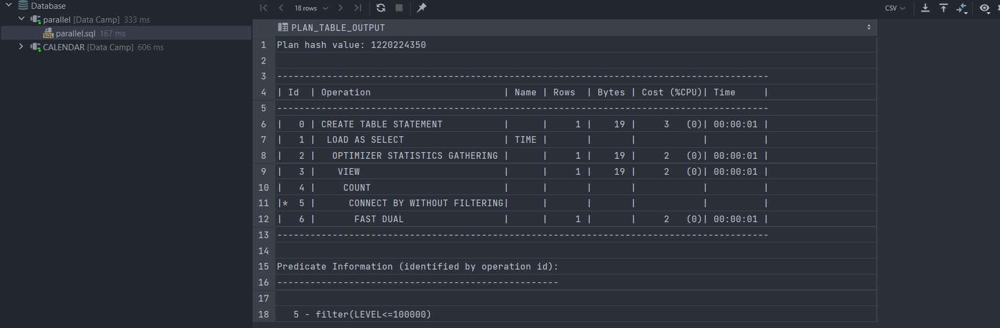 Database
parallel [Data Camp] 333 ms
SQL parallel.sql 167 ms
CALENDAR [Data Camp] 606 ms
18 rows
CSV
PLAN_TABLE_OUTPUT
1 Plan hash value: 1220224350
2
3 -----------------------------------------------------------------------------------------
4 | Id  | Operation                        | Name | Rows  | Bytes | Cost (%CPU)| Time     |
5 -----------------------------------------------------------------------------------------
6 |   0 | CREATE TABLE STATEMENT           |      |     1 |    19 |     3   (0)| 00:00:01 |
7 |   1 |  LOAD AS SELECT                  | TIME |       |       |            |          |
8 |   2 |   OPTIMIZER STATISTICS GATHERING |      |     1 |    19 |     2   (0)| 00:00:01 |
9 |   3 |    VIEW                          |      |     1 |    19 |     2   (0)| 00:00:01 |
10 |   4 |     COUNT                        |      |       |       |            |          |
11 |*  5 |      CONNECT BY WITHOUT FILTERING|      |       |       |            |          |
12 |   6 |       FAST DUAL                  |      |     1 |       |     2   (0)| 00:00:01 |
13 -----------------------------------------------------------------------------------------
14
15 Predicate Information (identified by operation id):
16 ---------------------------------------------------
17
18    5 - filter(LEVEL<=100000)